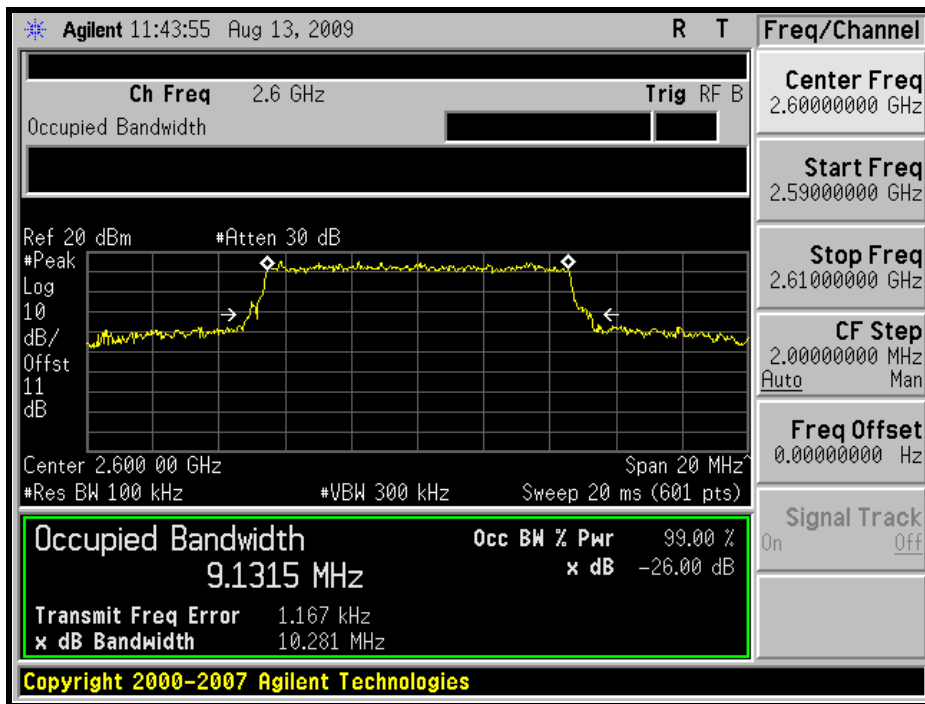 Agilent 11:43:55 Aug 13, 2009 R T
Freq/Channel
Ch Freq 2.6 GHz Trig RF B
Occupied Bandwidth
Center Freq
2.60000000 GHz
Start Freq
2.59000000 GHz
Stop Freq
2.61000000 GHz
CF Step
2.00000000 MHz
Auto Man
Freq Offset
0.00000000 Hz
Signal Track
On Off
Ref 20 dBm #Atten 30 dB
#Peak
Log
10
dB/
Offst
11
dB
Center 2.600 00 GHz Span 20 MHz^
#Res BW 100 kHz #VBW 300 kHz Sweep 20 ms (601 pts)
Occupied Bandwidth
9.1315 MHz
Occ BW % Pwr 99.00 %
x dB -26.00 dB
Transmit Freq Error 1.167 kHz
x dB Bandwidth 10.281 MHz
Copyright 2000-2007 Agilent Technologies